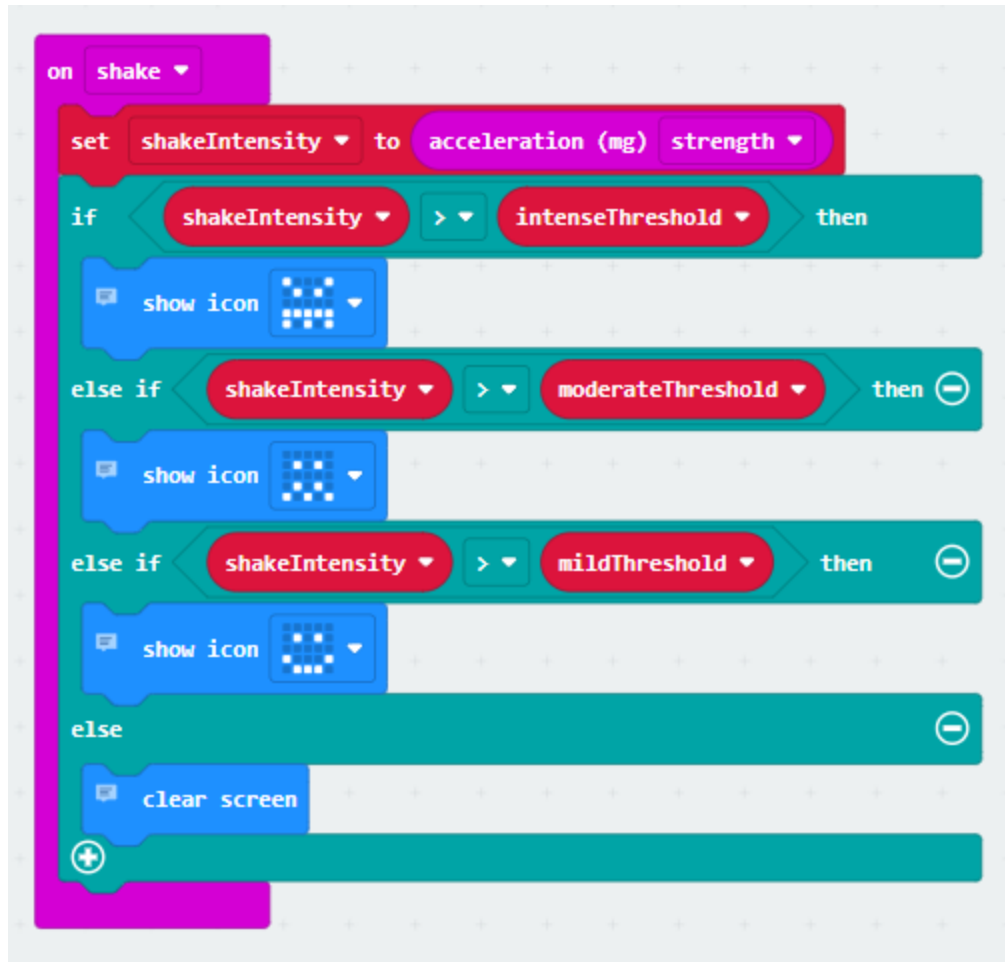 on shake
set shakeIntensity to acceleration (mg) strength
if shakeIntensity > intenseThreshold then
show icon
else if shakeIntensity > moderateThreshold then
show icon
else if shakeIntensity > mildThreshold then
show icon
else
clear screen